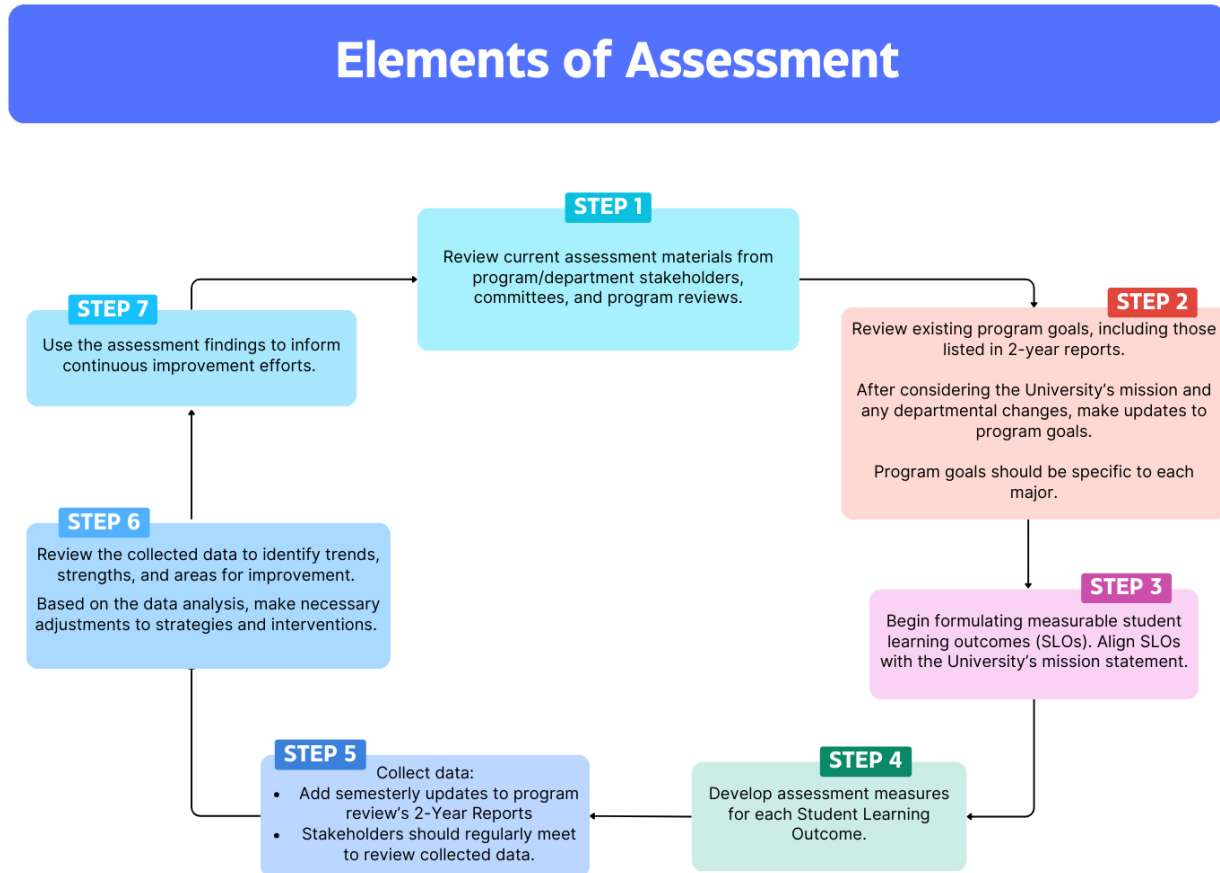 Elements of Assessment
STEP 1
Review current assessment materials from
program/department stakeholders,
committees, and program reviews.
STEP 2
Review existing program goals, including those
listed in 2-year reports.
After considering the University’s mission and
any departmental changes, make updates to
program goals.
Program goals should be specific to each
major.
STEP 3
Begin formulating measurable student
learning outcomes (SLOs). Align SLOs
with the University’s mission statement.
STEP 4
Develop assessment measures
for each Student Learning
Outcome.
STEP 5
Collect data:
• Add semesterly updates to program
review’s 2-Year Reports
• Stakeholders should regularly meet
to review collected data.
STEP 6
Review the collected data to identify trends,
strengths, and areas for improvement.
Based on the data analysis, make necessary
adjustments to strategies and interventions.
STEP 7
Use the assessment findings to inform
continuous improvement efforts.